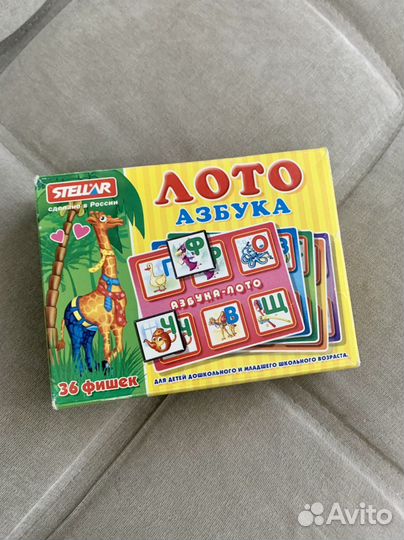 STELLAR
сделано в России
ЛОТО
АЗБУКА
Ф
О
З
АЗБУКА-ЛОТО
Ч
В
Щ
36 фишек
ДЛЯ ДЕТЕЙ ДОШКОЛЬНОГО И МЛАДШЕГО ШКОЛЬНОГО ВОЗРАСТА.
Avito